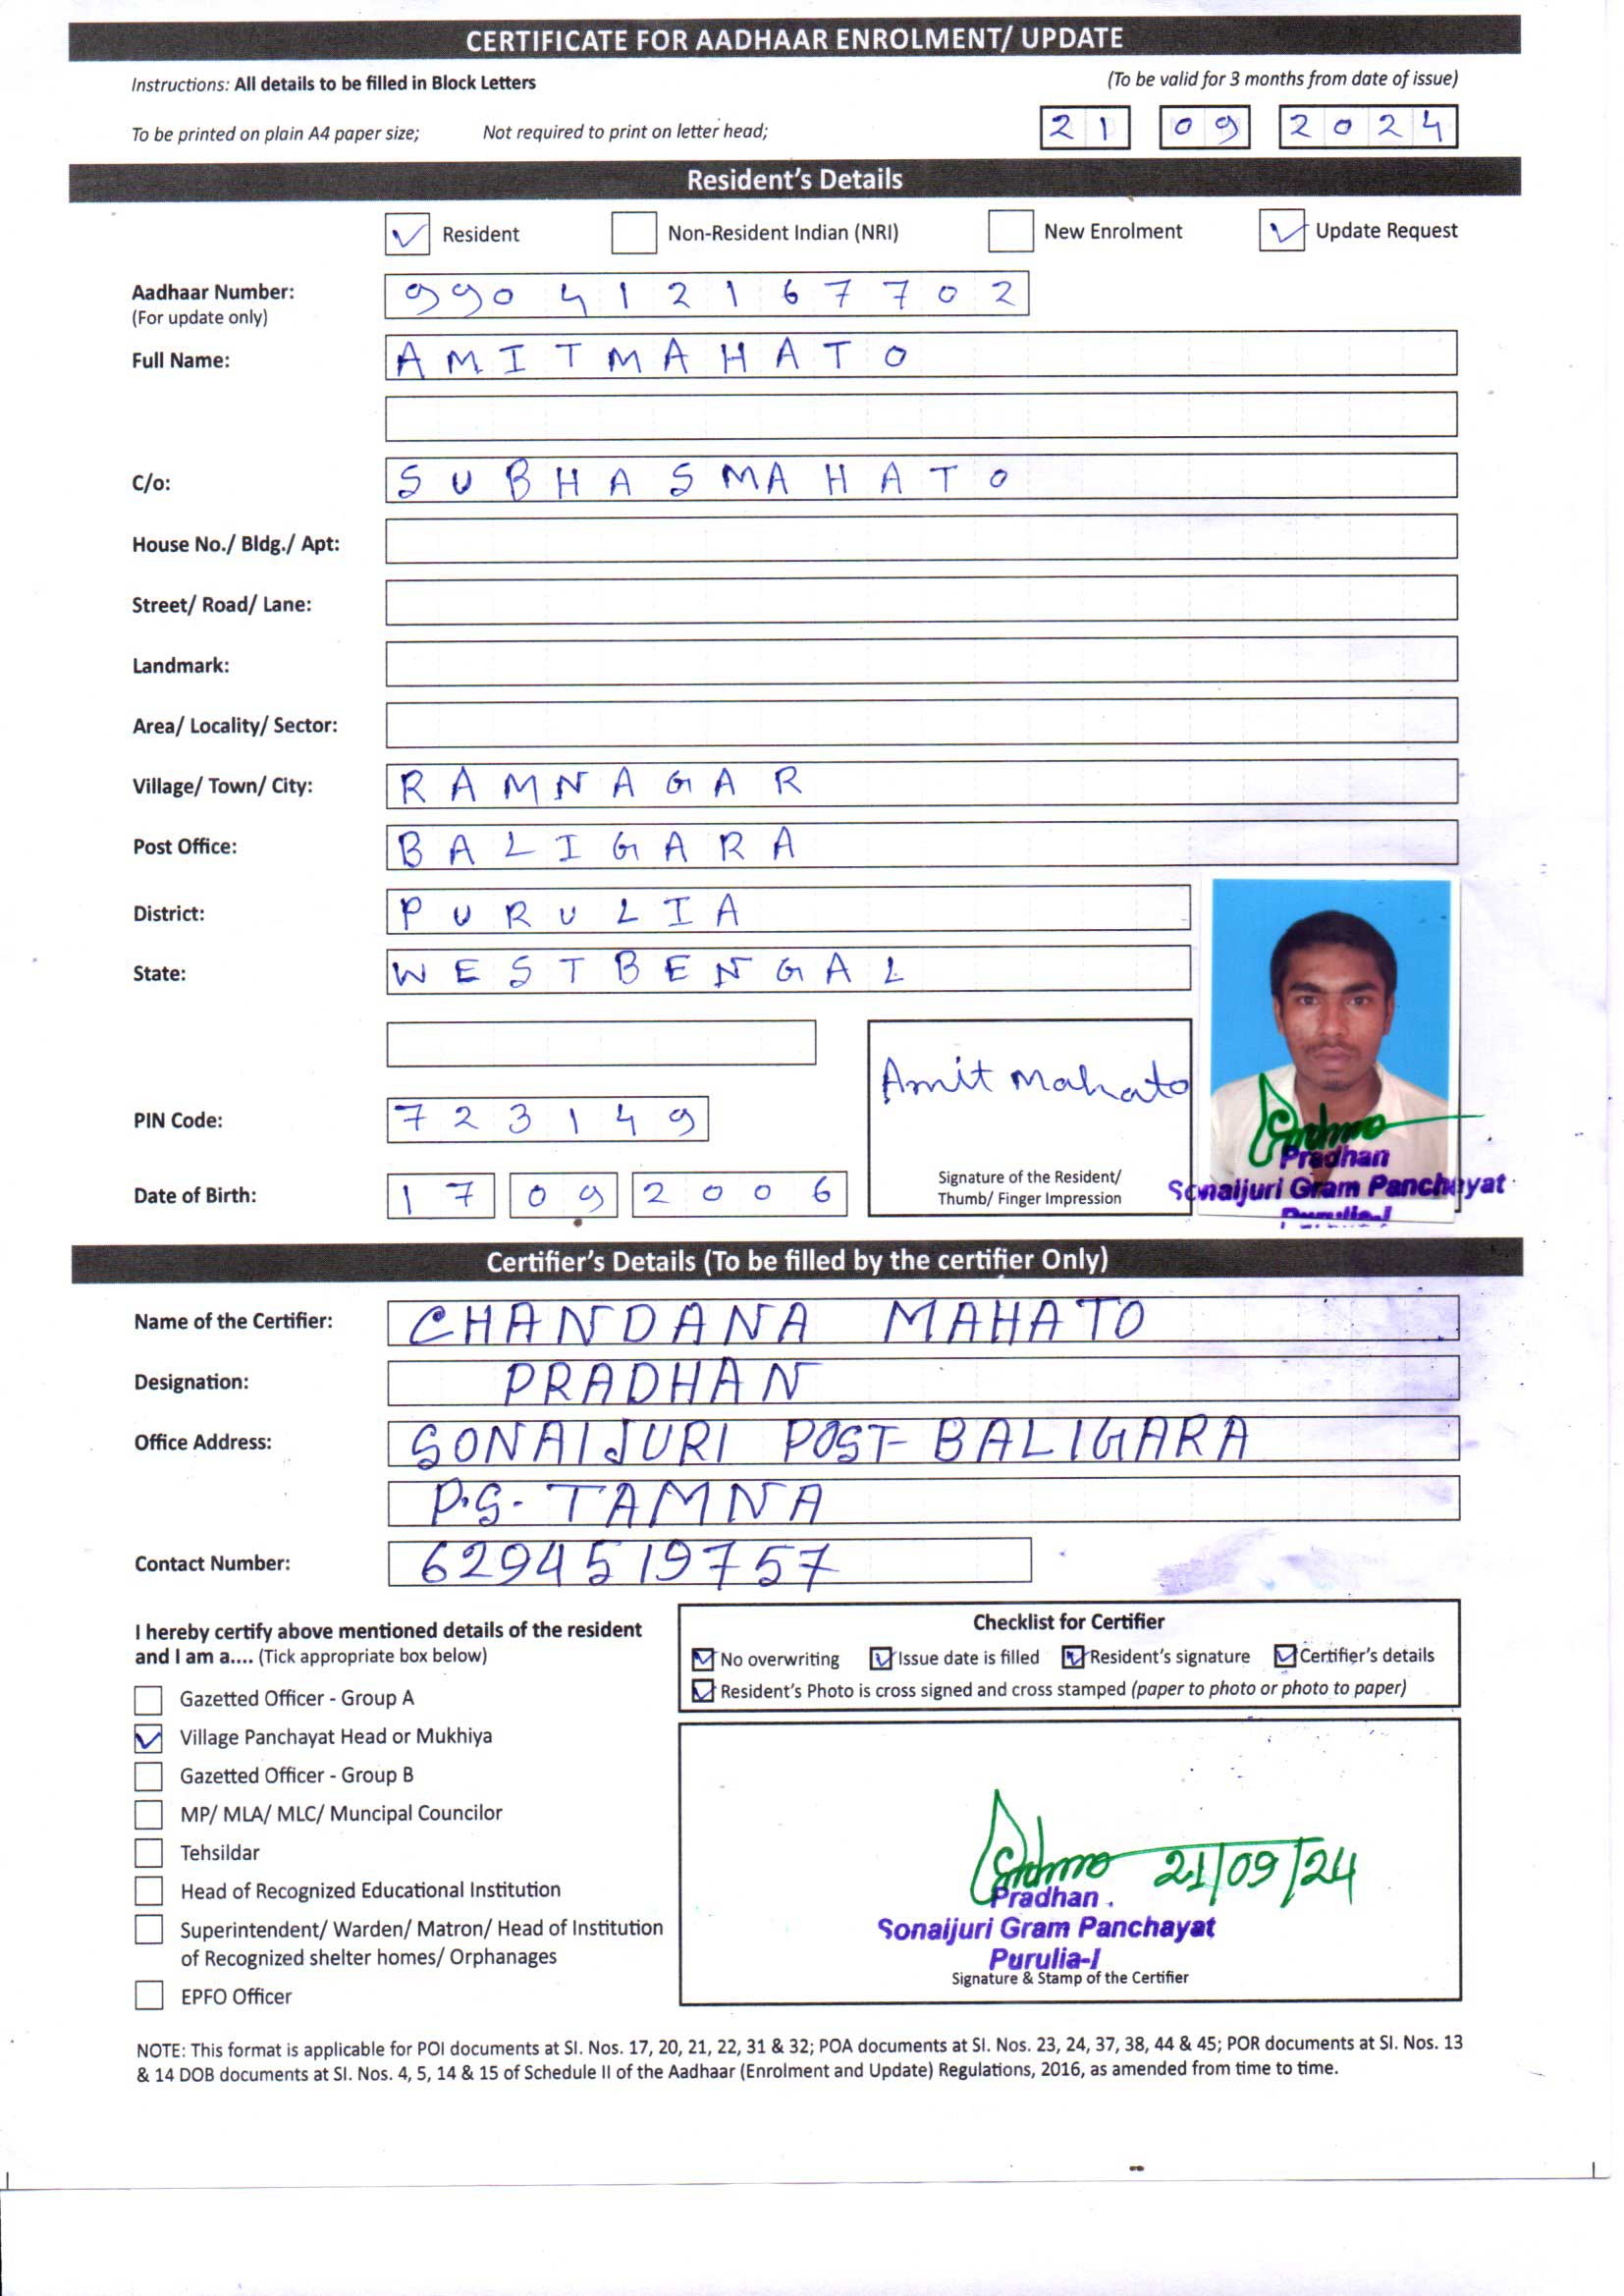 CERTIFICATE FOR AADHAAR ENROLMENT/ UPDATE
Instructions: All details to be filled in Block Letters
(To be valid for 3 months from date of issue)
To be printed on plain A4 paper size; Not required to print on letter head;
21 09 2024
Resident's Details
Resident Non-Resident Indian (NRI) New Enrolment Update Request
Aadhaar Number: 990412167702
(For update only)
Full Name: AMIT MAHATO
C/o: SUBHAS MAHATO
House No./ Bldg./ Apt:
Street/ Road/ Lane:
Landmark:
Area/ Locality/ Sector:
Village/ Town/ City: RAMNAGAR
Post Office: BALIGARA
District: PURULIA
State: WEST BENGAL
Amit Mahato
PIN Code: 723149
Pradhan
Signature of the Resident/
Thumb/ Finger Impression
Sonaijuri Gram Panchayat
Purulia-I
Date of Birth: 17 09 2006
Certifier's Details (To be filled by the certifier Only)
Name of the Certifier: CHANDANA MAHATO
Designation: PRADHAN
Office Address: SONAIJURI POST- BALIGARA
P.S- TAMNA
Contact Number: 6294519757
I hereby certify above mentioned details of the resident
and I am a.... (Tick appropriate box below)
Gazetted Officer - Group A
Village Panchayat Head or Mukhiya
Gazetted Officer - Group B
MP/ MLA/ MLC/ Muncipal Councilor
Tehsildar
Head of Recognized Educational Institution
Superintendent/ Warden/ Matron/ Head of Institution
of Recognized shelter homes/ Orphanages
EPFO Officer
Checklist for Certifier
No overwriting Issue date is filled Resident's signature Certifier's details
Resident's Photo is cross signed and cross stamped (paper to photo or photo to paper)
21/09/24
Pradhan
Sonaijuri Gram Panchayat
Purulia-I
Signature & Stamp of the Certifier
NOTE: This format is applicable for POI documents at SI. Nos. 17, 20, 21, 22, 31 & 32; POA documents at SI. Nos. 23, 24, 37, 38, 44 & 45; POR documents at SI. Nos. 13
& 14 DOB documents at SI. Nos. 4, 5, 14 & 15 of Schedule II of the Aadhaar (Enrolment and Update) Regulations, 2016, as amended from time to time.